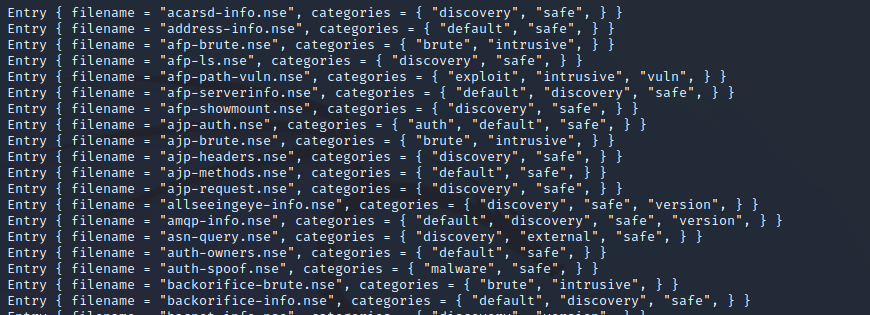 Entry { filename = "acarsd-info.nse", categories = { "discovery", "safe", } }
Entry { filename = "address-info.nse", categories = { "default", "safe", } }
Entry { filename = "afp-brute.nse", categories = { "brute", "intrusive", } }
Entry { filename = "afp-ls.nse", categories = { "discovery", "safe", } }
Entry { filename = "afp-path-vuln.nse", categories = { "exploit", "intrusive", "vuln", } }
Entry { filename = "afp-serverinfo.nse", categories = { "default", "discovery", "safe", } }
Entry { filename = "afp-showmount.nse", categories = { "discovery", "safe", } }
Entry { filename = "ajp-auth.nse", categories = { "auth", "default", "safe", } }
Entry { filename = "ajp-brute.nse", categories = { "brute", "intrusive", } }
Entry { filename = "ajp-headers.nse", categories = { "discovery", "safe", } }
Entry { filename = "ajp-methods.nse", categories = { "default", "safe", } }
Entry { filename = "ajp-request.nse", categories = { "discovery", "safe", } }
Entry { filename = "allseeingeye-info.nse", categories = { "discovery", "safe", "version", } }
Entry { filename = "amqp-info.nse", categories = { "default", "discovery", "safe", "version", } }
Entry { filename = "asn-query.nse", categories = { "discovery", "external", "safe", } }
Entry { filename = "auth-owners.nse", categories = { "default", "safe", } }
Entry { filename = "auth-spoof.nse", categories = { "malware", "safe", } }
Entry { filename = "backorifice-brute.nse", categories = { "brute", "intrusive", } }
Entry { filename = "backorifice-info.nse", categories = { "default", "discovery", "safe", } }